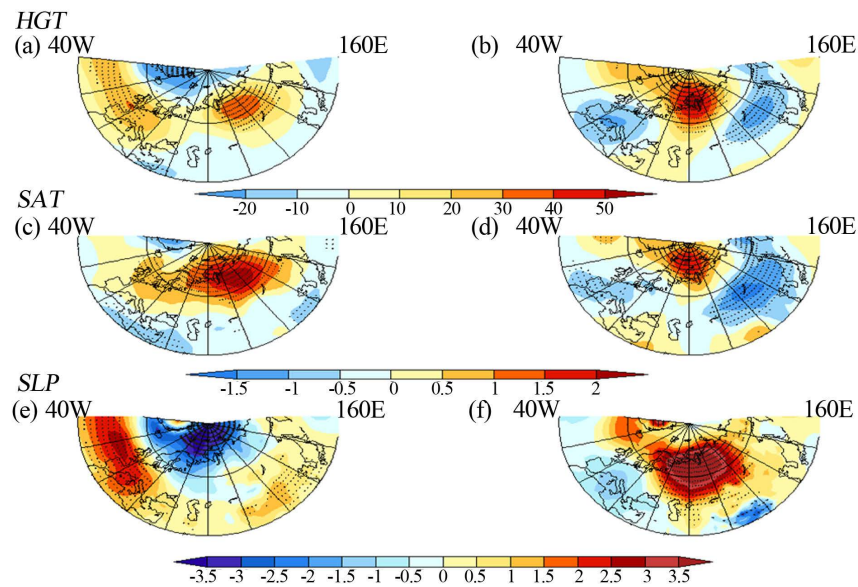 HGT
(a) 40W 160E (b) 40W 160E
-20 -10 0 10 20 30 40 50
SAT
(c) 40W 160E (d) 40W 160E
-1.5 -1 -0.5 0 0.5 1 1.5 2
SLP
(e) 40W 160E (f) 40W 160E
-3.5 -3 -2.5 -2 -1.5 -1 -0.5 0 0.5 1 1.5 2 2.5 3 3.5